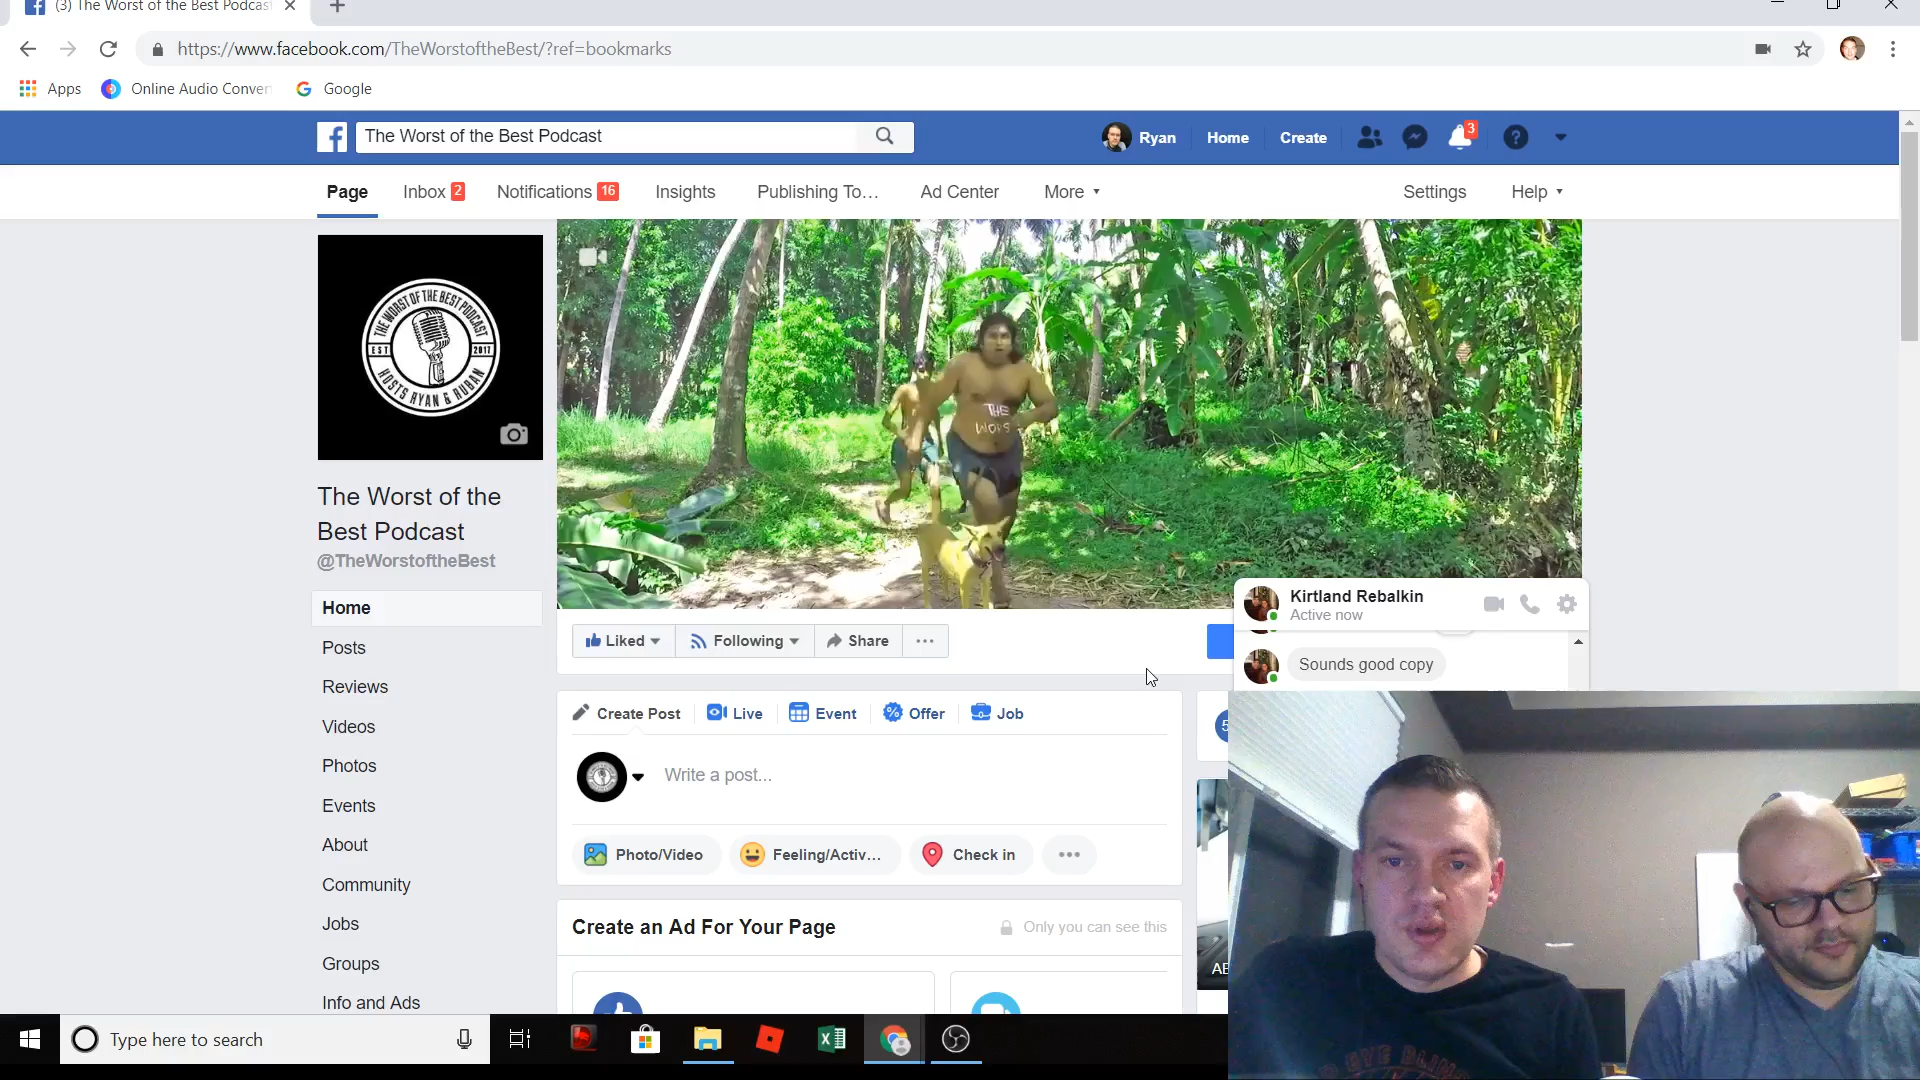 (3) The Worst of the Best Podcas
https://www.facebook.com/TheWorstoftheBest/?ref=bookmarks
Apps
Online Audio Conver
Google
The Worst of the Best Podcast
Ryan
Home
Create
3
Page
Inbox 2
Notifications 16
Insights
Publishing To...
Ad Center
More
Settings
Help
THE WORST OF THE BEST PODCAST
EST 2017
HOSTS RYAN & RUBAN
THE
WORS
The Worst of the
Best Podcast
@TheWorstoftheBest
Home
Posts
Reviews
Videos
Photos
Events
About
Community
Jobs
Groups
Info and Ads
Liked
Following
Share
Kirtland Rebalkin
Active now
Sounds good copy
Create Post
Live
Event
Offer
Job
Write a post...
Photo/Video
Feeling/Activ...
Check in
Create an Ad For Your Page
Only you can see this
5
Type here to search